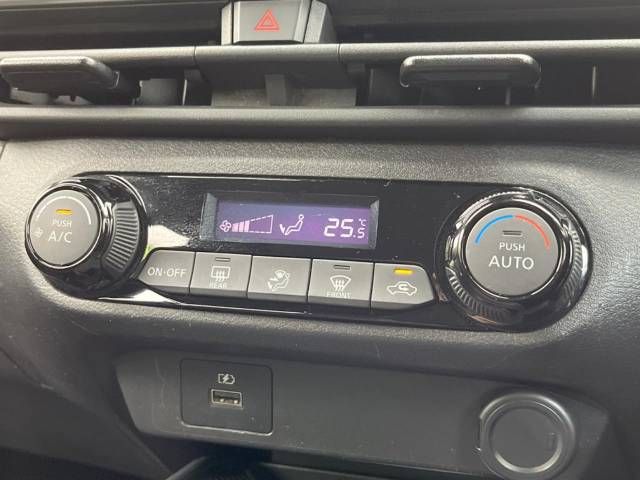 PUSH
A/C
25.5
°C
ON·OFF
REAR
FRONT
PUSH
AUTO